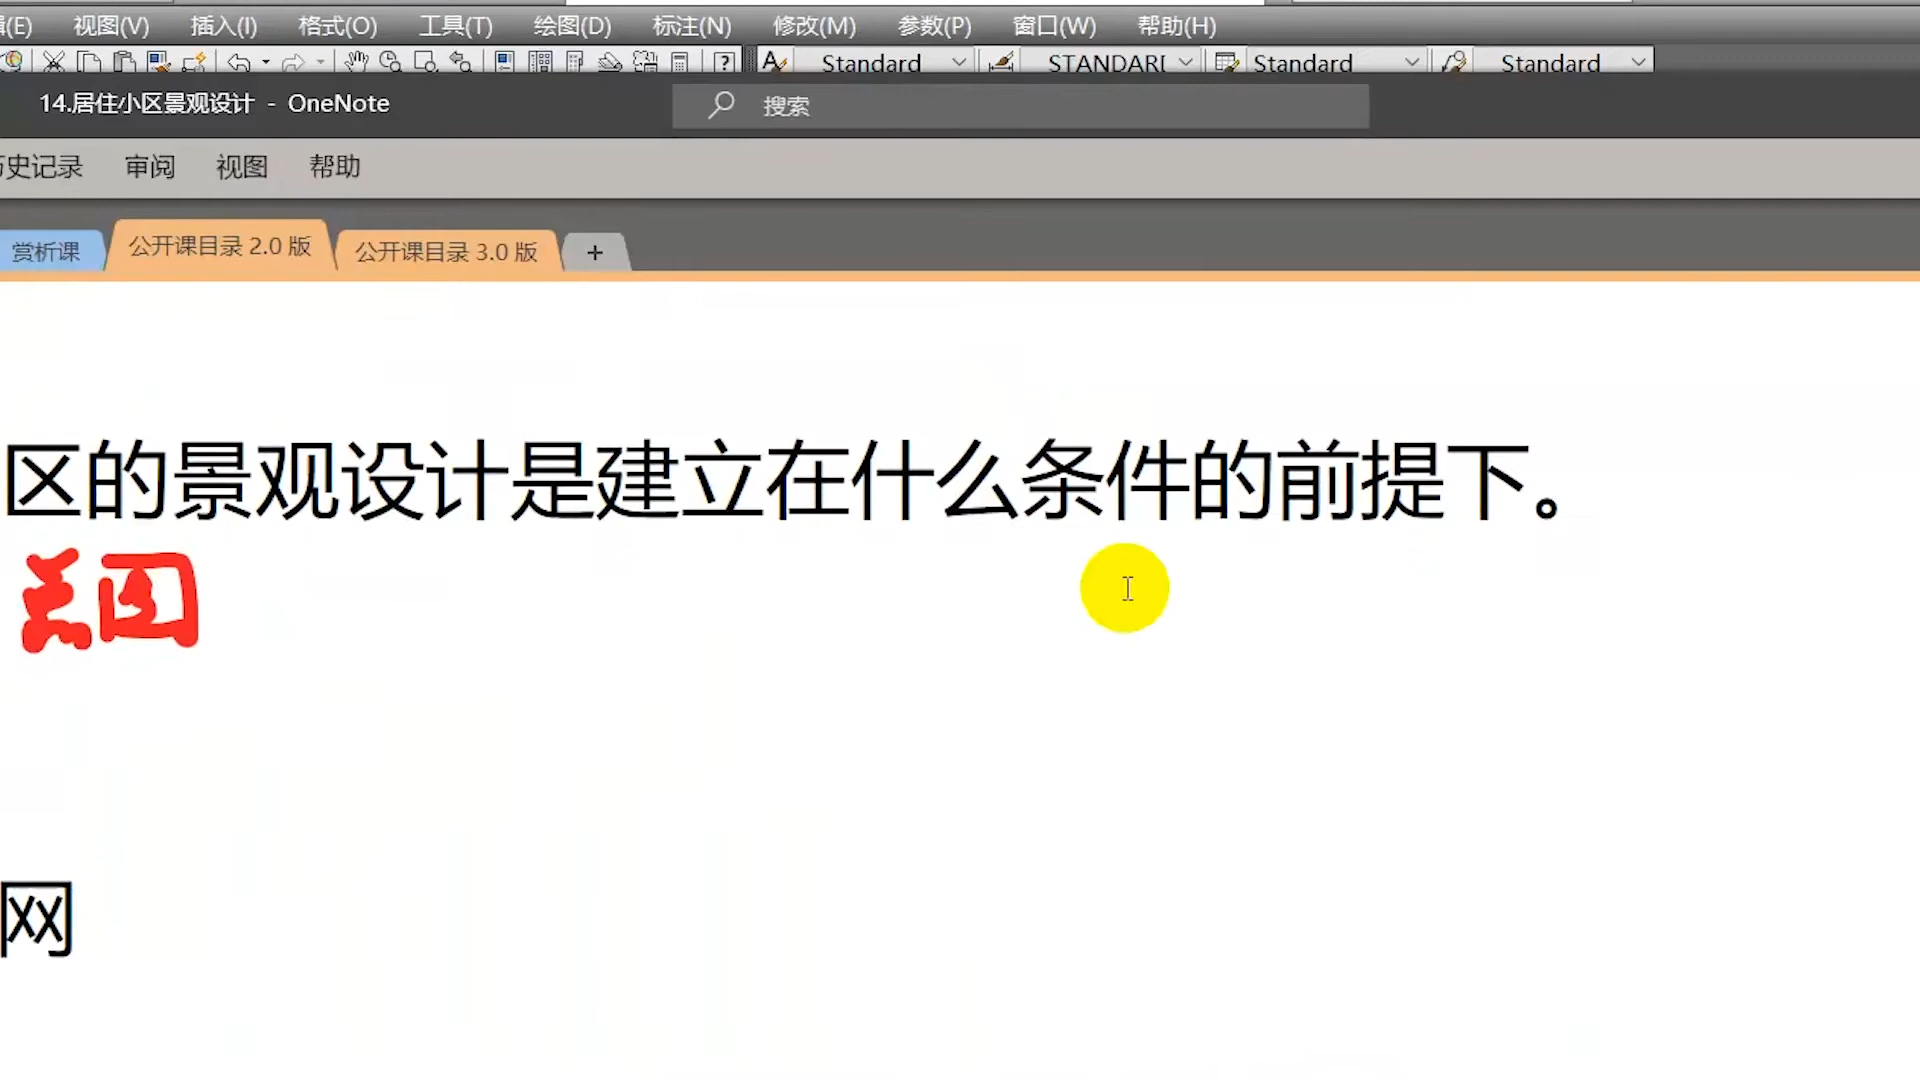 (E) 视图(V) 插入(I) 格式(O) 工具(T) 绘图(D) 标注(N) 修改(M) 参数(P) 窗口(W) 帮助(H)
Standard STANDARI Standard Standard
14.居住小区景观设计 - OneNote 搜索
历史记录 审阅 视图 帮助
赏析课 公开课目录 2.0 版 公开课目录 3.0 版 +
区的景观设计是建立在什么条件的前提下。
网